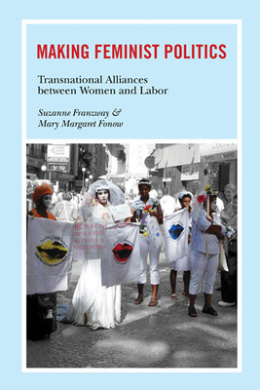 MAKING FEMINIST POLITICS
Transnational Alliances
between Women and Labor
Suzanne Franzway &
Mary Margaret Fonow